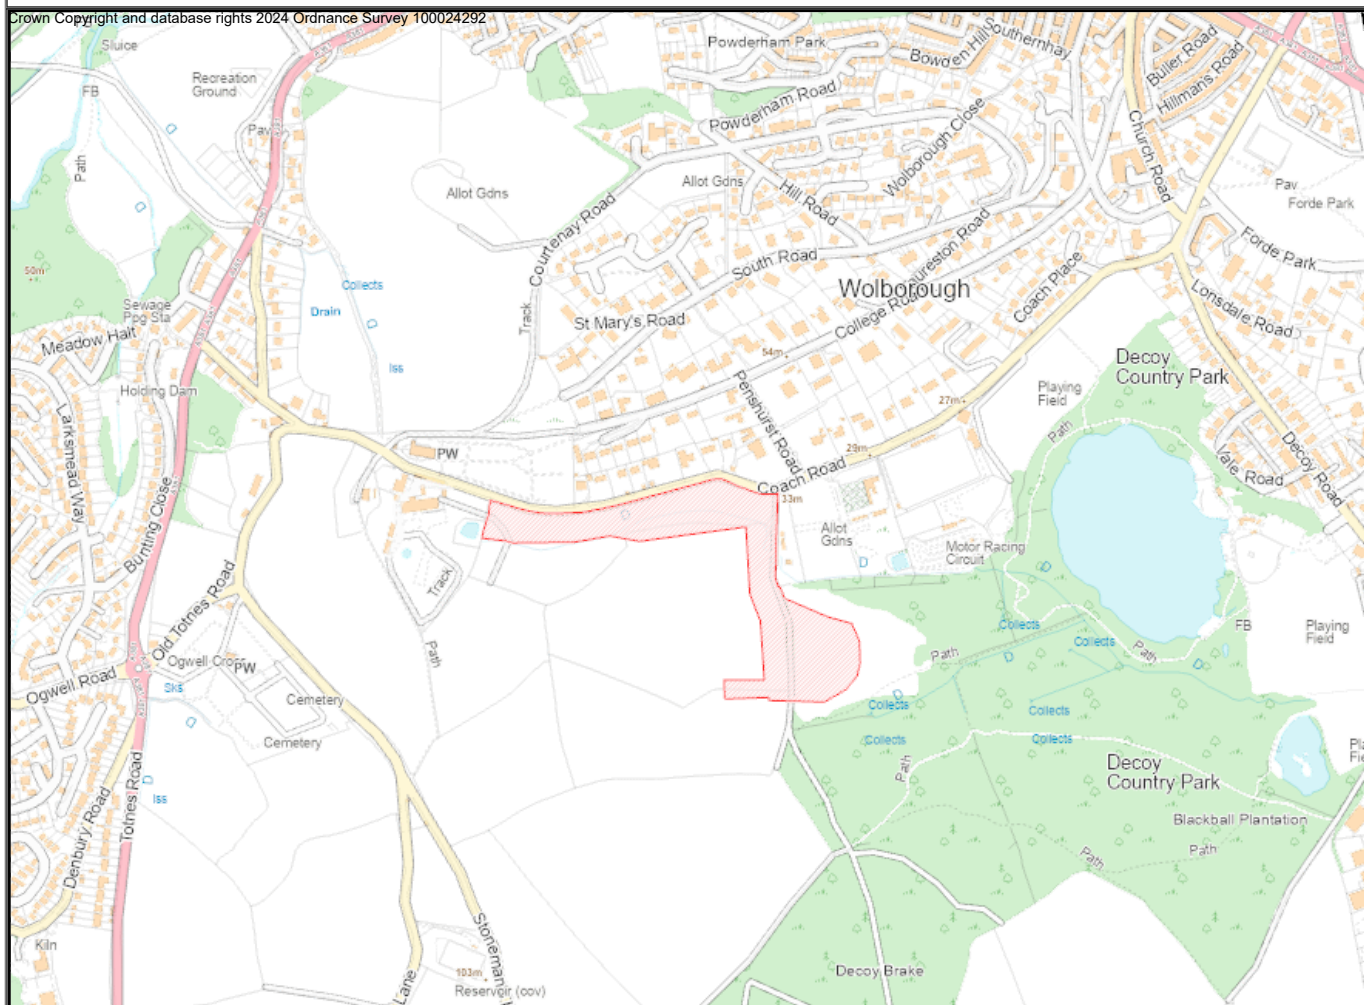 Crown Copyright and database rights 2024 Ordnance Survey 100024292
Sluice
FB
Recreation
Ground
Pav
Path
Powderham Park
Bowden Hill
Southernhay
Buller Road
Hillmans Road
Powderham Road
Church Road
Wolborough Close
Allot Gdns
Allot Gdns
Hill Road
Pav
Forde Park
Forde Park
Courtenay Road
South Road
50m
Collects
Drain
Iss
Sewage
Ppg Sta
Meadow Halt
Holding Dam
Track
St Mary's Road
Wolborough
College Road
Coach Place
Lonsdale Road
54m
Decoy
Country Park
Penshurst Road
27m
Playing
Field
Path
Larksmead Way
Bunting Close
PW
29m
Coach Road
33m
Vale Road
Decoy Road
Allot
Gdns
D
Motor Racing
Circuit
Track
Old Totnes Road
Collects
Collects
FB
Playing
Field
Path
Path
Path
Ogwell Cross
PW
Ogwell Road
Sks
Cemetery
Cemetery
Collects
Collects
Collects
Collects
Path
Decoy
Country Park
Iss
Totnes Road
Denbury Road
Blackball Plantation
Path
Path
Kiln
103m
Reservoir (cov)
Lane
Decoy Brake